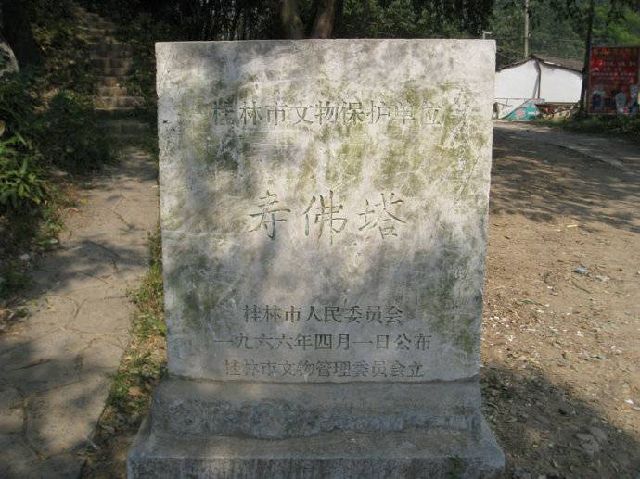 桂林市文物保护单位
寿佛塔
桂林市人民委员会
一九六六年四月一日公布
桂林市文物管理委员会立